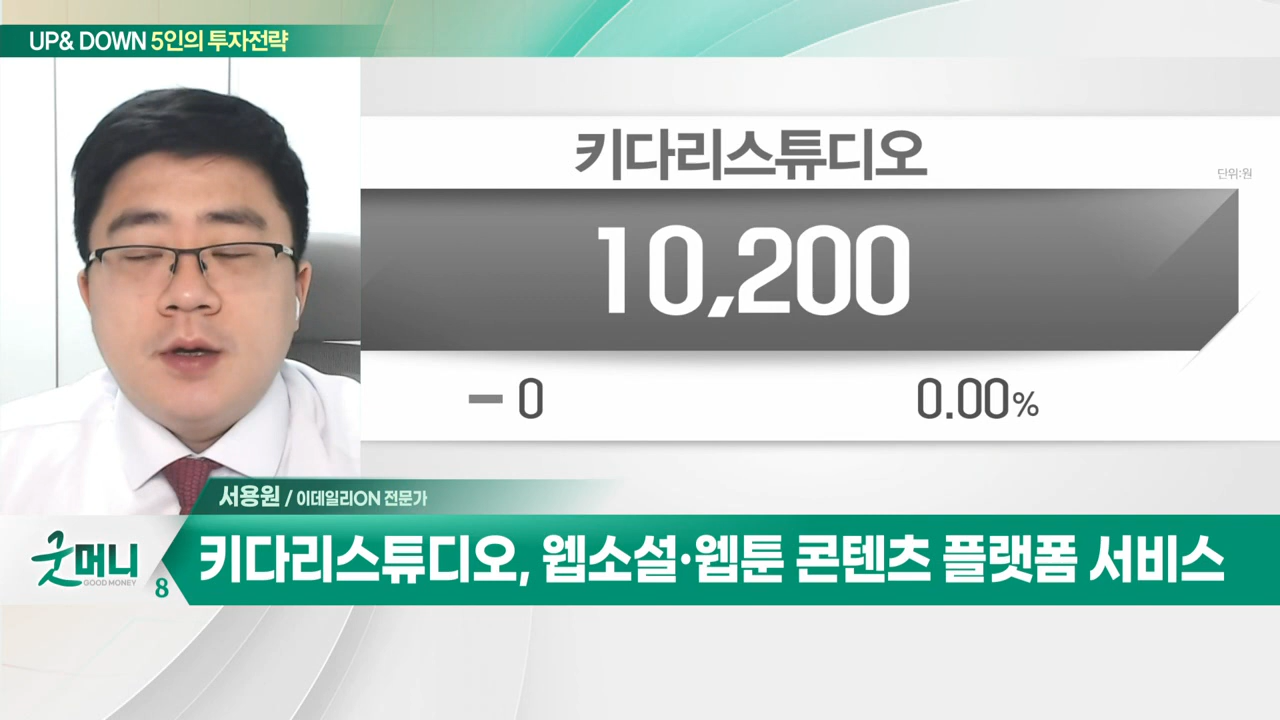 UP& DOWN 5인의 투자전략
키다리스튜디오
단위:원
10,200
– 0 0.00%
서용원 / 이데일리ON 전문가
굿머니
GOOD MONEY
8
키다리스튜디오, 웹소설·웹툰 콘텐츠 플랫폼 서비스